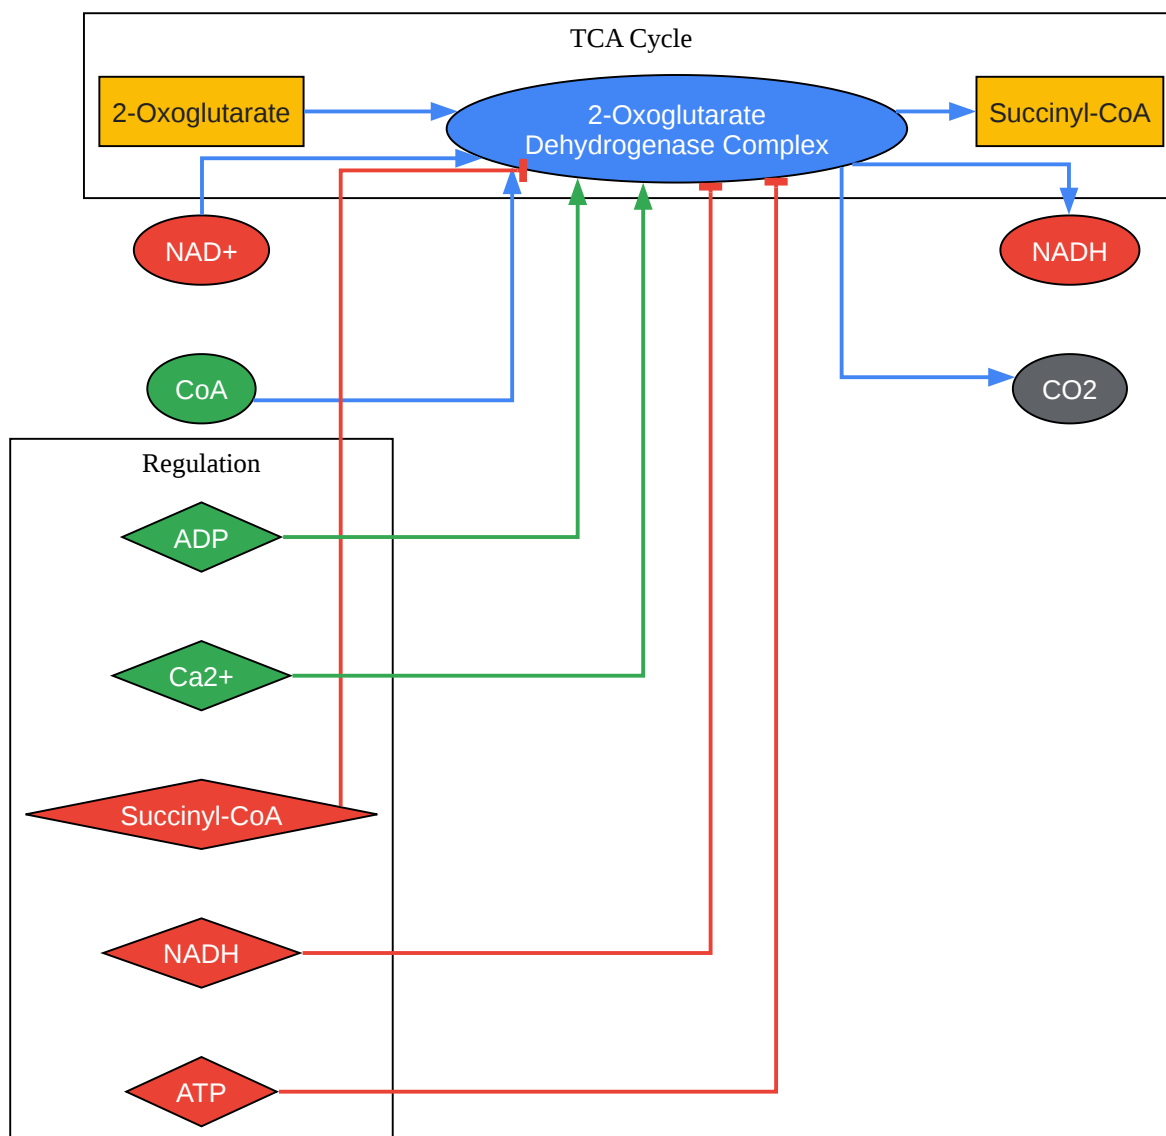 TCA Cycle
2-Oxoglutarate
2-Oxoglutarate
Dehydrogenase Complex
Succinyl-CoA
NAD+
NADH
CoA
CO2
Regulation
ADP
Ca2+
Succinyl-CoA
NADH
ATP